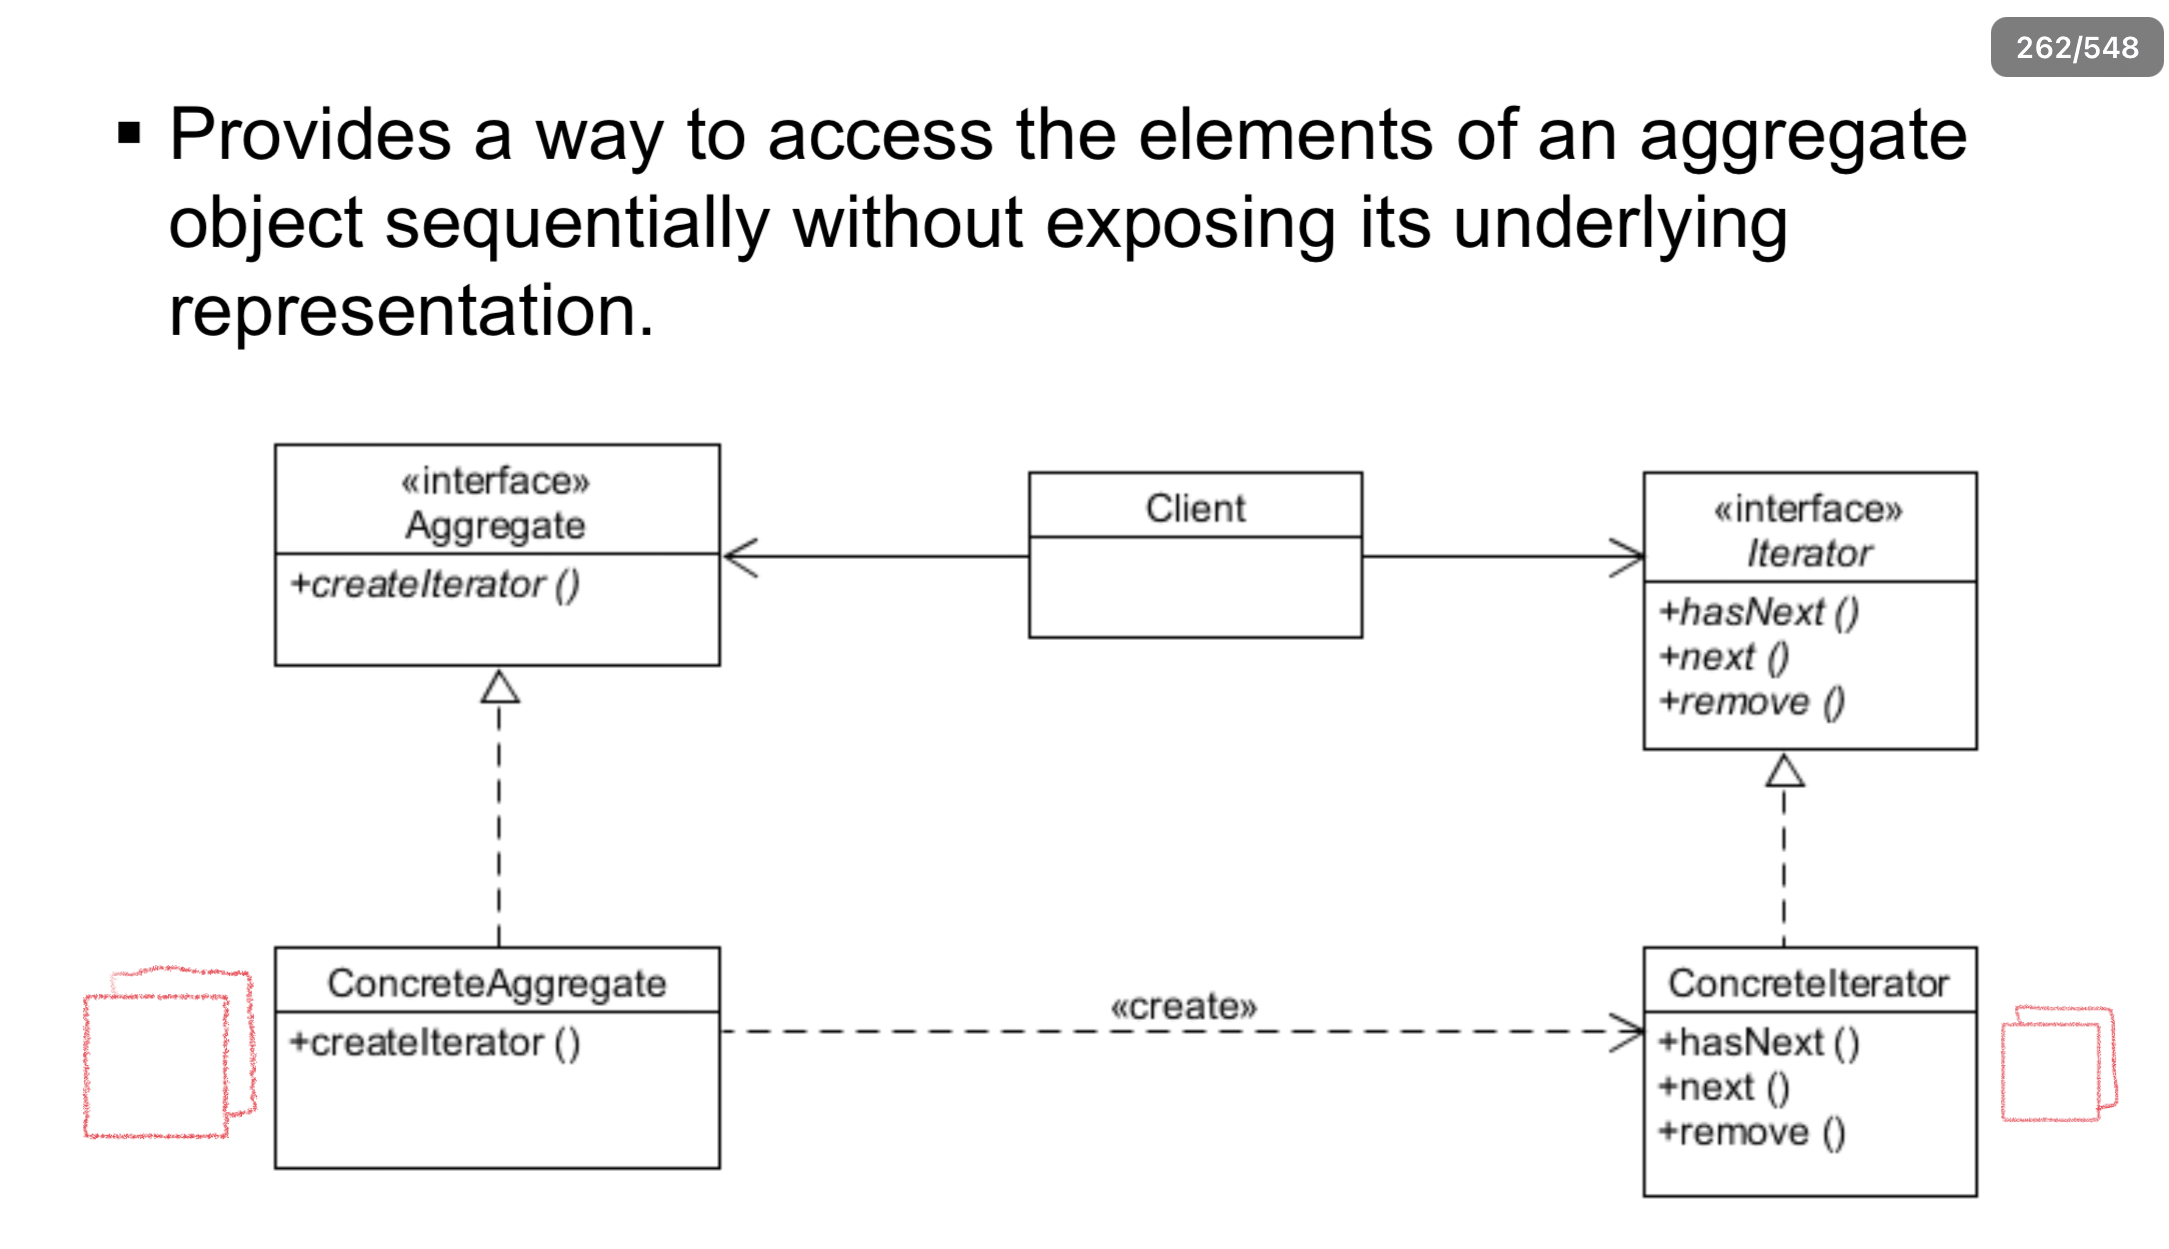 262/548
▪ Provides a way to access the elements of an aggregate
object sequentially without exposing its underlying
representation.
«interface»
Aggregate
+createIterator ()
Client
«interface»
Iterator
+hasNext ()
+next ()
+remove ()
ConcreteAggregate
+createIterator ()
«create»
ConcreteIterator
+hasNext ()
+next ()
+remove ()